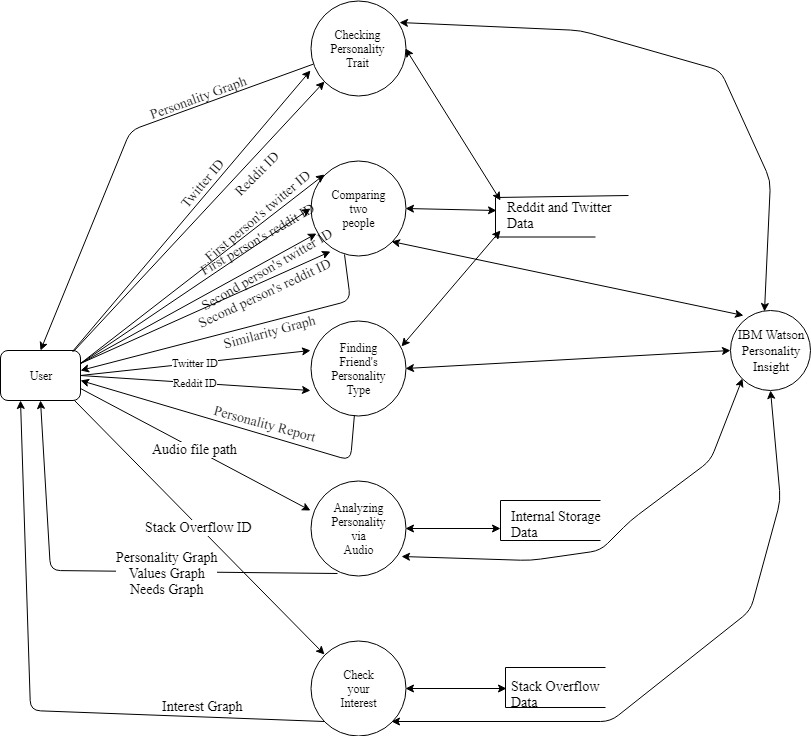 Checking
Personality
Trait
Personality Graph
Twitter ID
Reddit ID
First person's twitter ID
First person's reddit ID
Second person's twitter ID
Second person's reddit ID
Comparing
two
people
Reddit and Twitter
Data
Similarity Graph
IBM Watson
Personality
Insight
User
Twitter ID
Reddit ID
Finding
Friend's
Personality
Type
Personality Report
Audio file path
Analyzing
Personality
via
Audio
Internal Storage
Data
Stack Overflow ID
Personality Graph
Values Graph
Needs Graph
Check
your
Interest
Stack Overflow
Data
Interest Graph